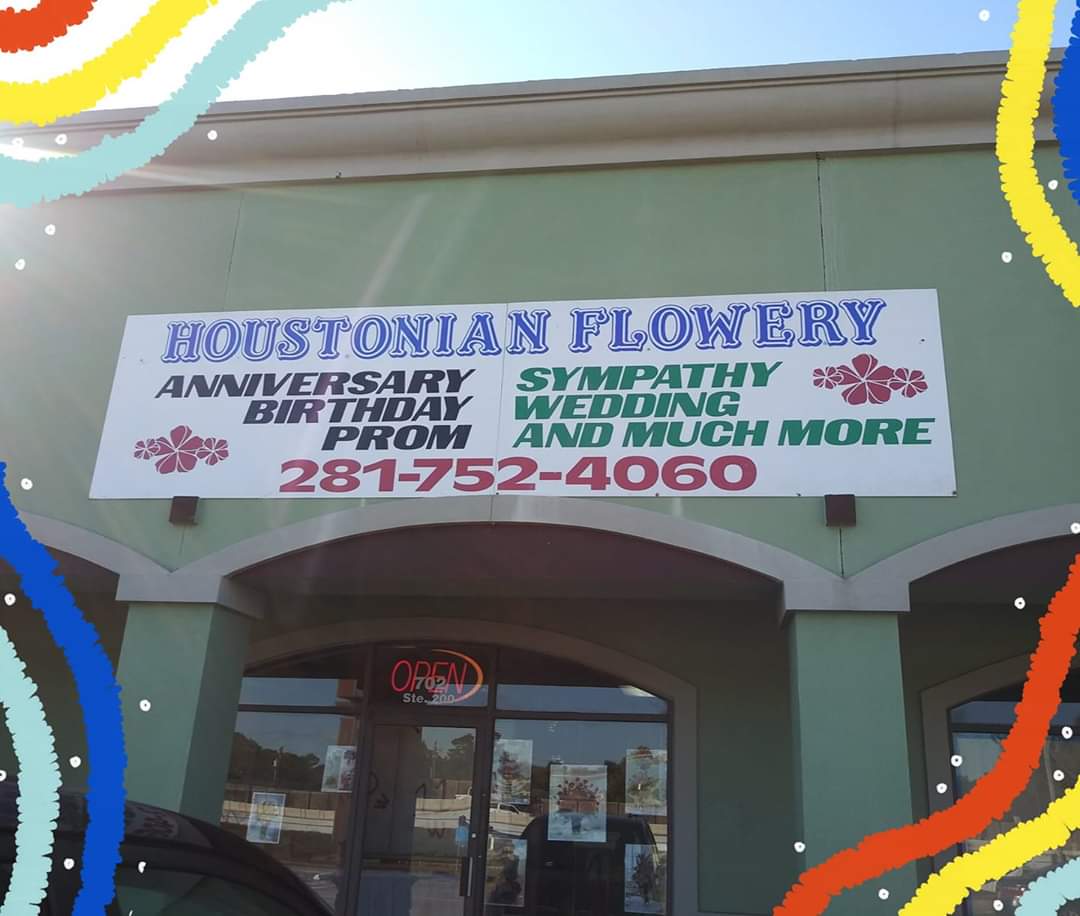 HOUSTONIAN FLOWERY
ANNIVERSARY
BIRTHDAY
PROM
SYMPATHY
WEDDING
AND MUCH MORE
281-752-4060
OPEN
702
Ste. 200